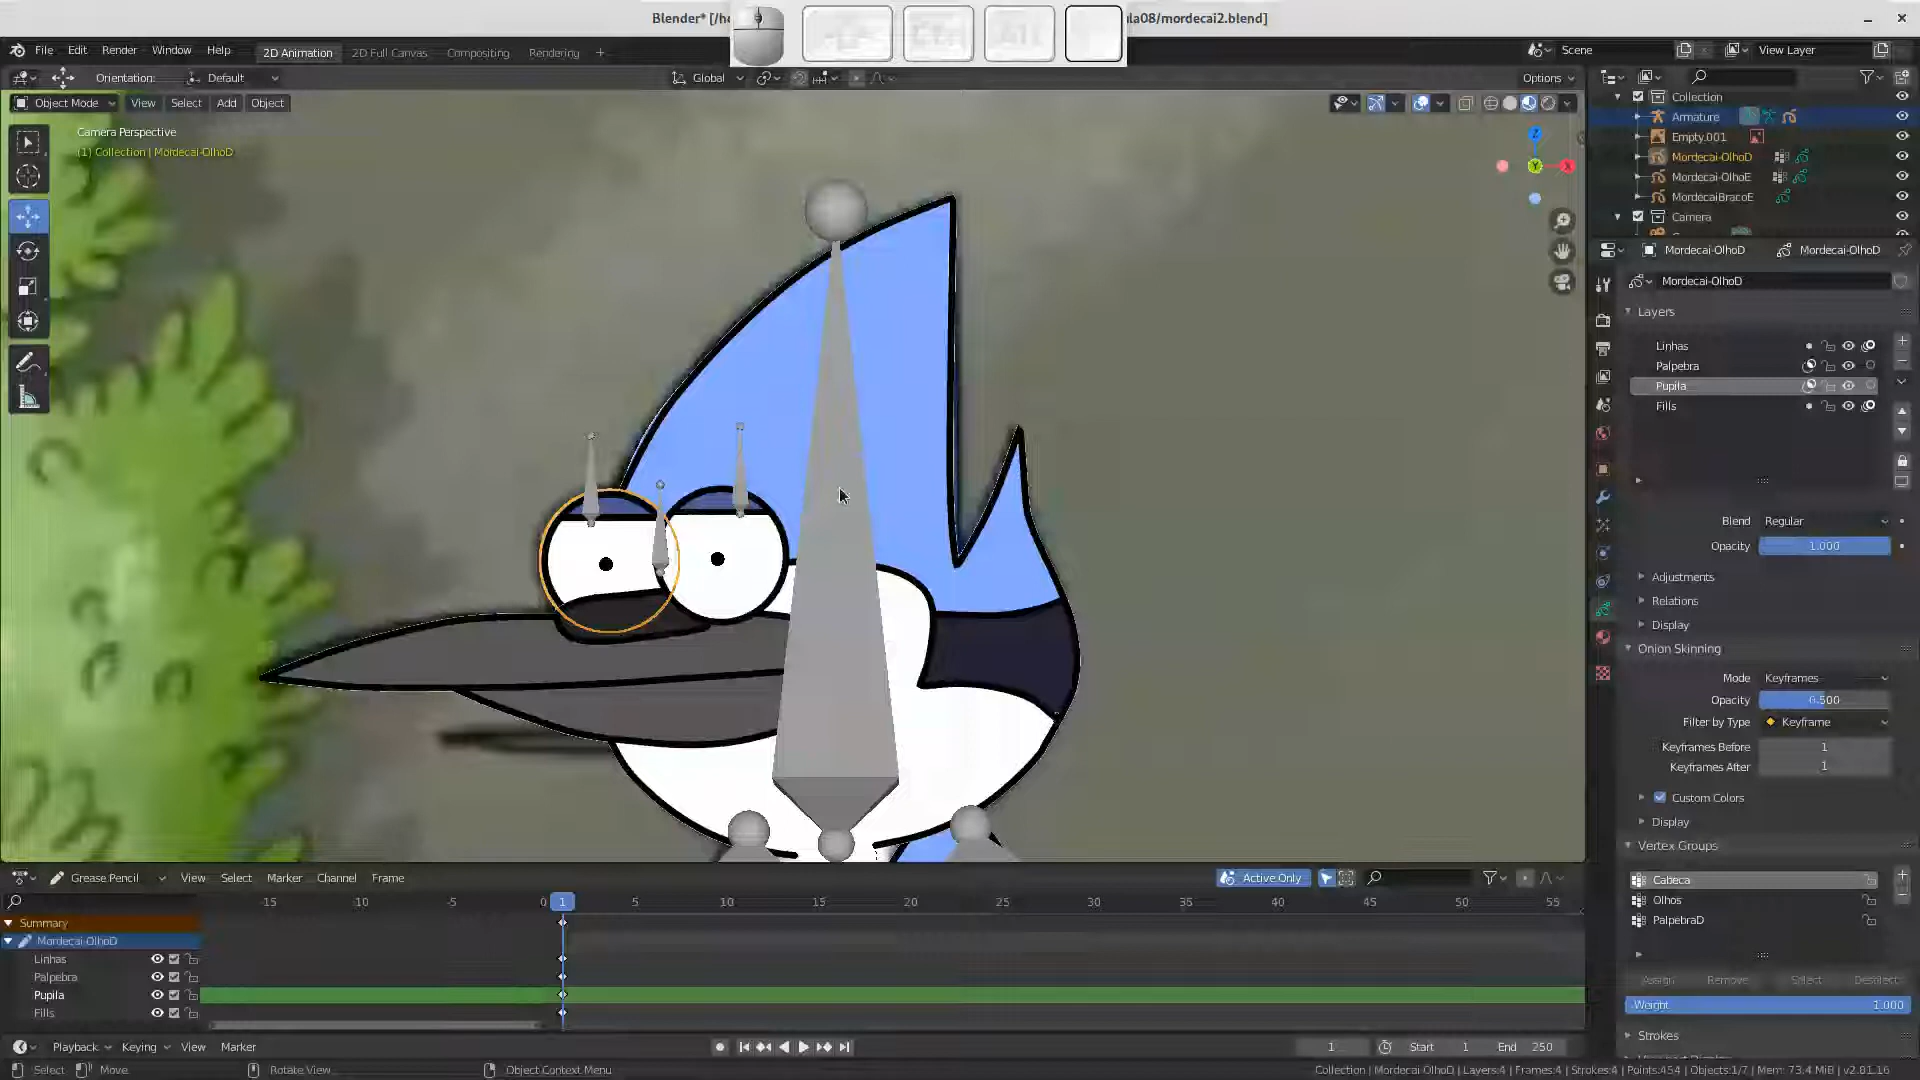 Blender* [/h
la08/mordecai2.blend]
File Edit Render Window Help
2D Animation 2D Full Canvas Compositing Rendering +
Scene View Layer
Orientation: Default
Global
Options
Object Mode View Select Add Object
Camera Perspective
(1) Collection | Mordecai-OlhoD
Z
Y
X
Collection
Armature
Empty.001
Mordecai-OlhoD
Mordecai-OlhoE
MordecaiBracoE
Camera
Mordecai-OlhoD Mordecai-OlhoD
Mordecai-OlhoD
Layers
Linhas
Palpebra
Pupila
Fills
Blend Regular
Opacity 1.000
Adjustments
Relations
Display
Onion Skinning
Mode Keyframes
Opacity 0.500
Filter by Type Keyframe
Keyframes Before 1
Keyframes After 1
Custom Colors
Display
Vertex Groups
Cabeca
Olhos
PalpebraD
Assign Remove Select Deselect
Weight 1.000
Strokes
Grease Pencil View Select Marker Channel Frame
Active Only
-15 -10 -5 0 1 5 10 15 20 25 30 35 40 45 50 55
Summary
Mordecai-OlhoD
Linhas
Palpebra
Pupila
Fills
Playback Keying View Marker
1 Start 1 End 250
Select Move Rotate View Object Context Menu
Collection | Mordecai-OlhoD | Layers:4 | Frames:4 | Strokes:4 | Points:454 | Objects:1/7 | Mem: 73.4 MiB | v2.81.16